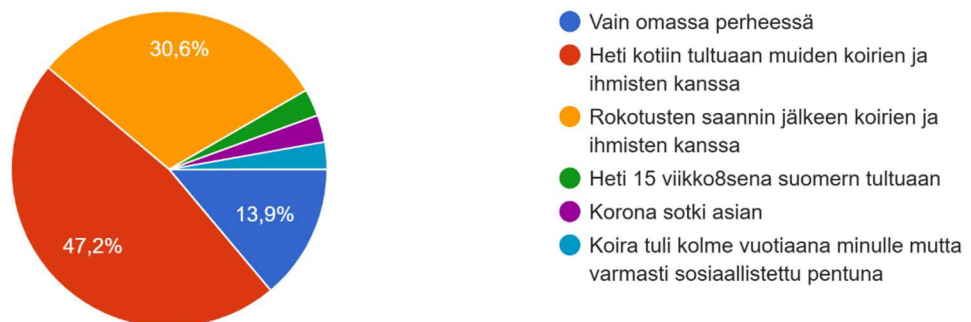 30,6%
13,9%
47,2%
Vain omassa perheessä
Heti kotiin tultuaan muiden koirien ja
ihmisten kanssa
Rokotusten saannin jälkeen koirien ja
ihmisten kanssa
Heti 15 viikko8sena suomern tultuaan
Korona sotki asian
Koira tuli kolme vuotiaana minulle mutta
varmasti sosiaallistettu pentuna